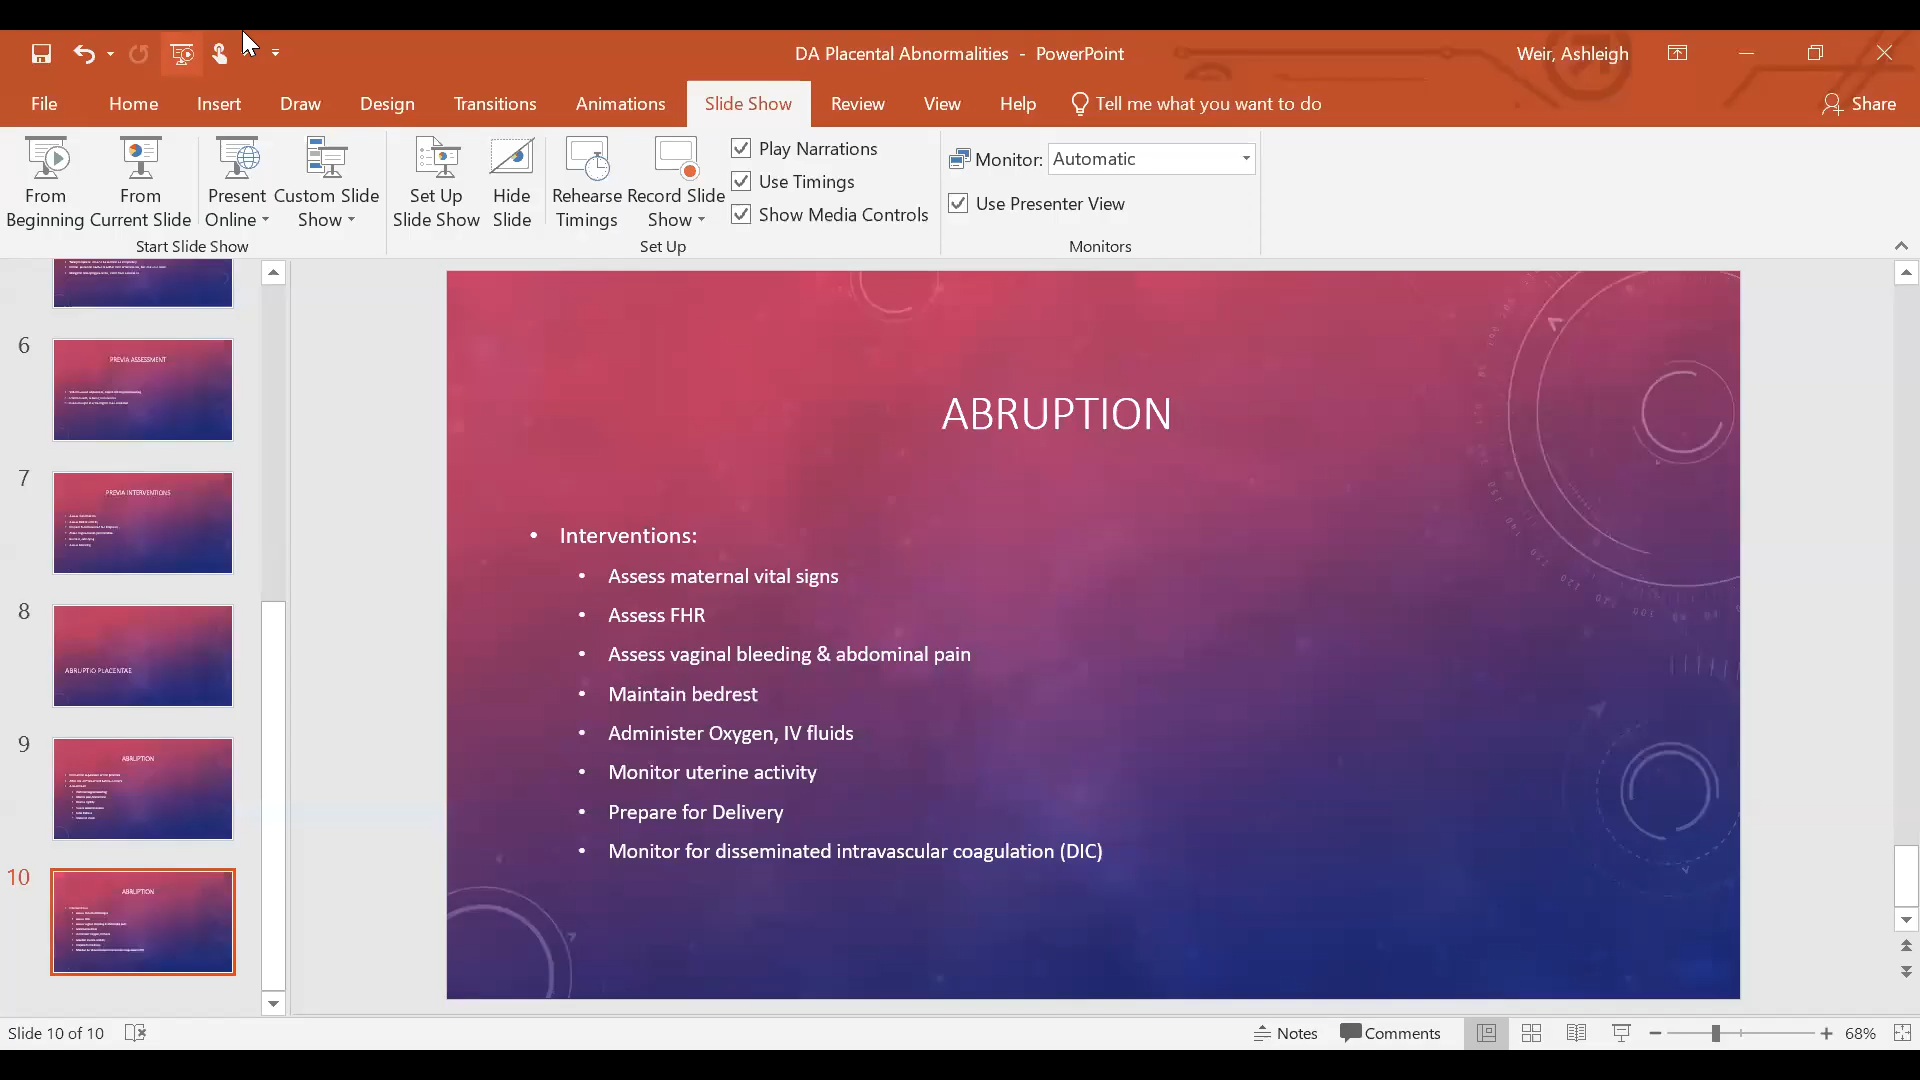 DA Placental Abnormalities - PowerPoint
Weir, Ashleigh
File
Home
Insert
Draw
Design
Transitions
Animations
Slide Show
Review
View
Help
Tell me what you want to do
Share
From Beginning
From Current Slide
Present Online
Custom Slide Show
Set Up Slide Show
Hide Slide
Rehearse Timings
Record Slide Show
Play Narrations
Use Timings
Show Media Controls
Monitor: Automatic
Use Presenter View
Start Slide Show
Set Up
Monitors
6
PREVIA ASSESSMENT
7
PREVIA INTERVENTIONS
8
ABRUPTIO PLACENTAE
9
ABRUPTION
10
ABRUPTION
ABRUPTION
• Interventions:
• Assess maternal vital signs
• Assess FHR
• Assess vaginal bleeding & abdominal pain
• Maintain bedrest
• Administer Oxygen, IV fluids
• Monitor uterine activity
• Prepare for Delivery
• Monitor for disseminated intravascular coagulation (DIC)
Slide 10 of 10
Notes
Comments
68%